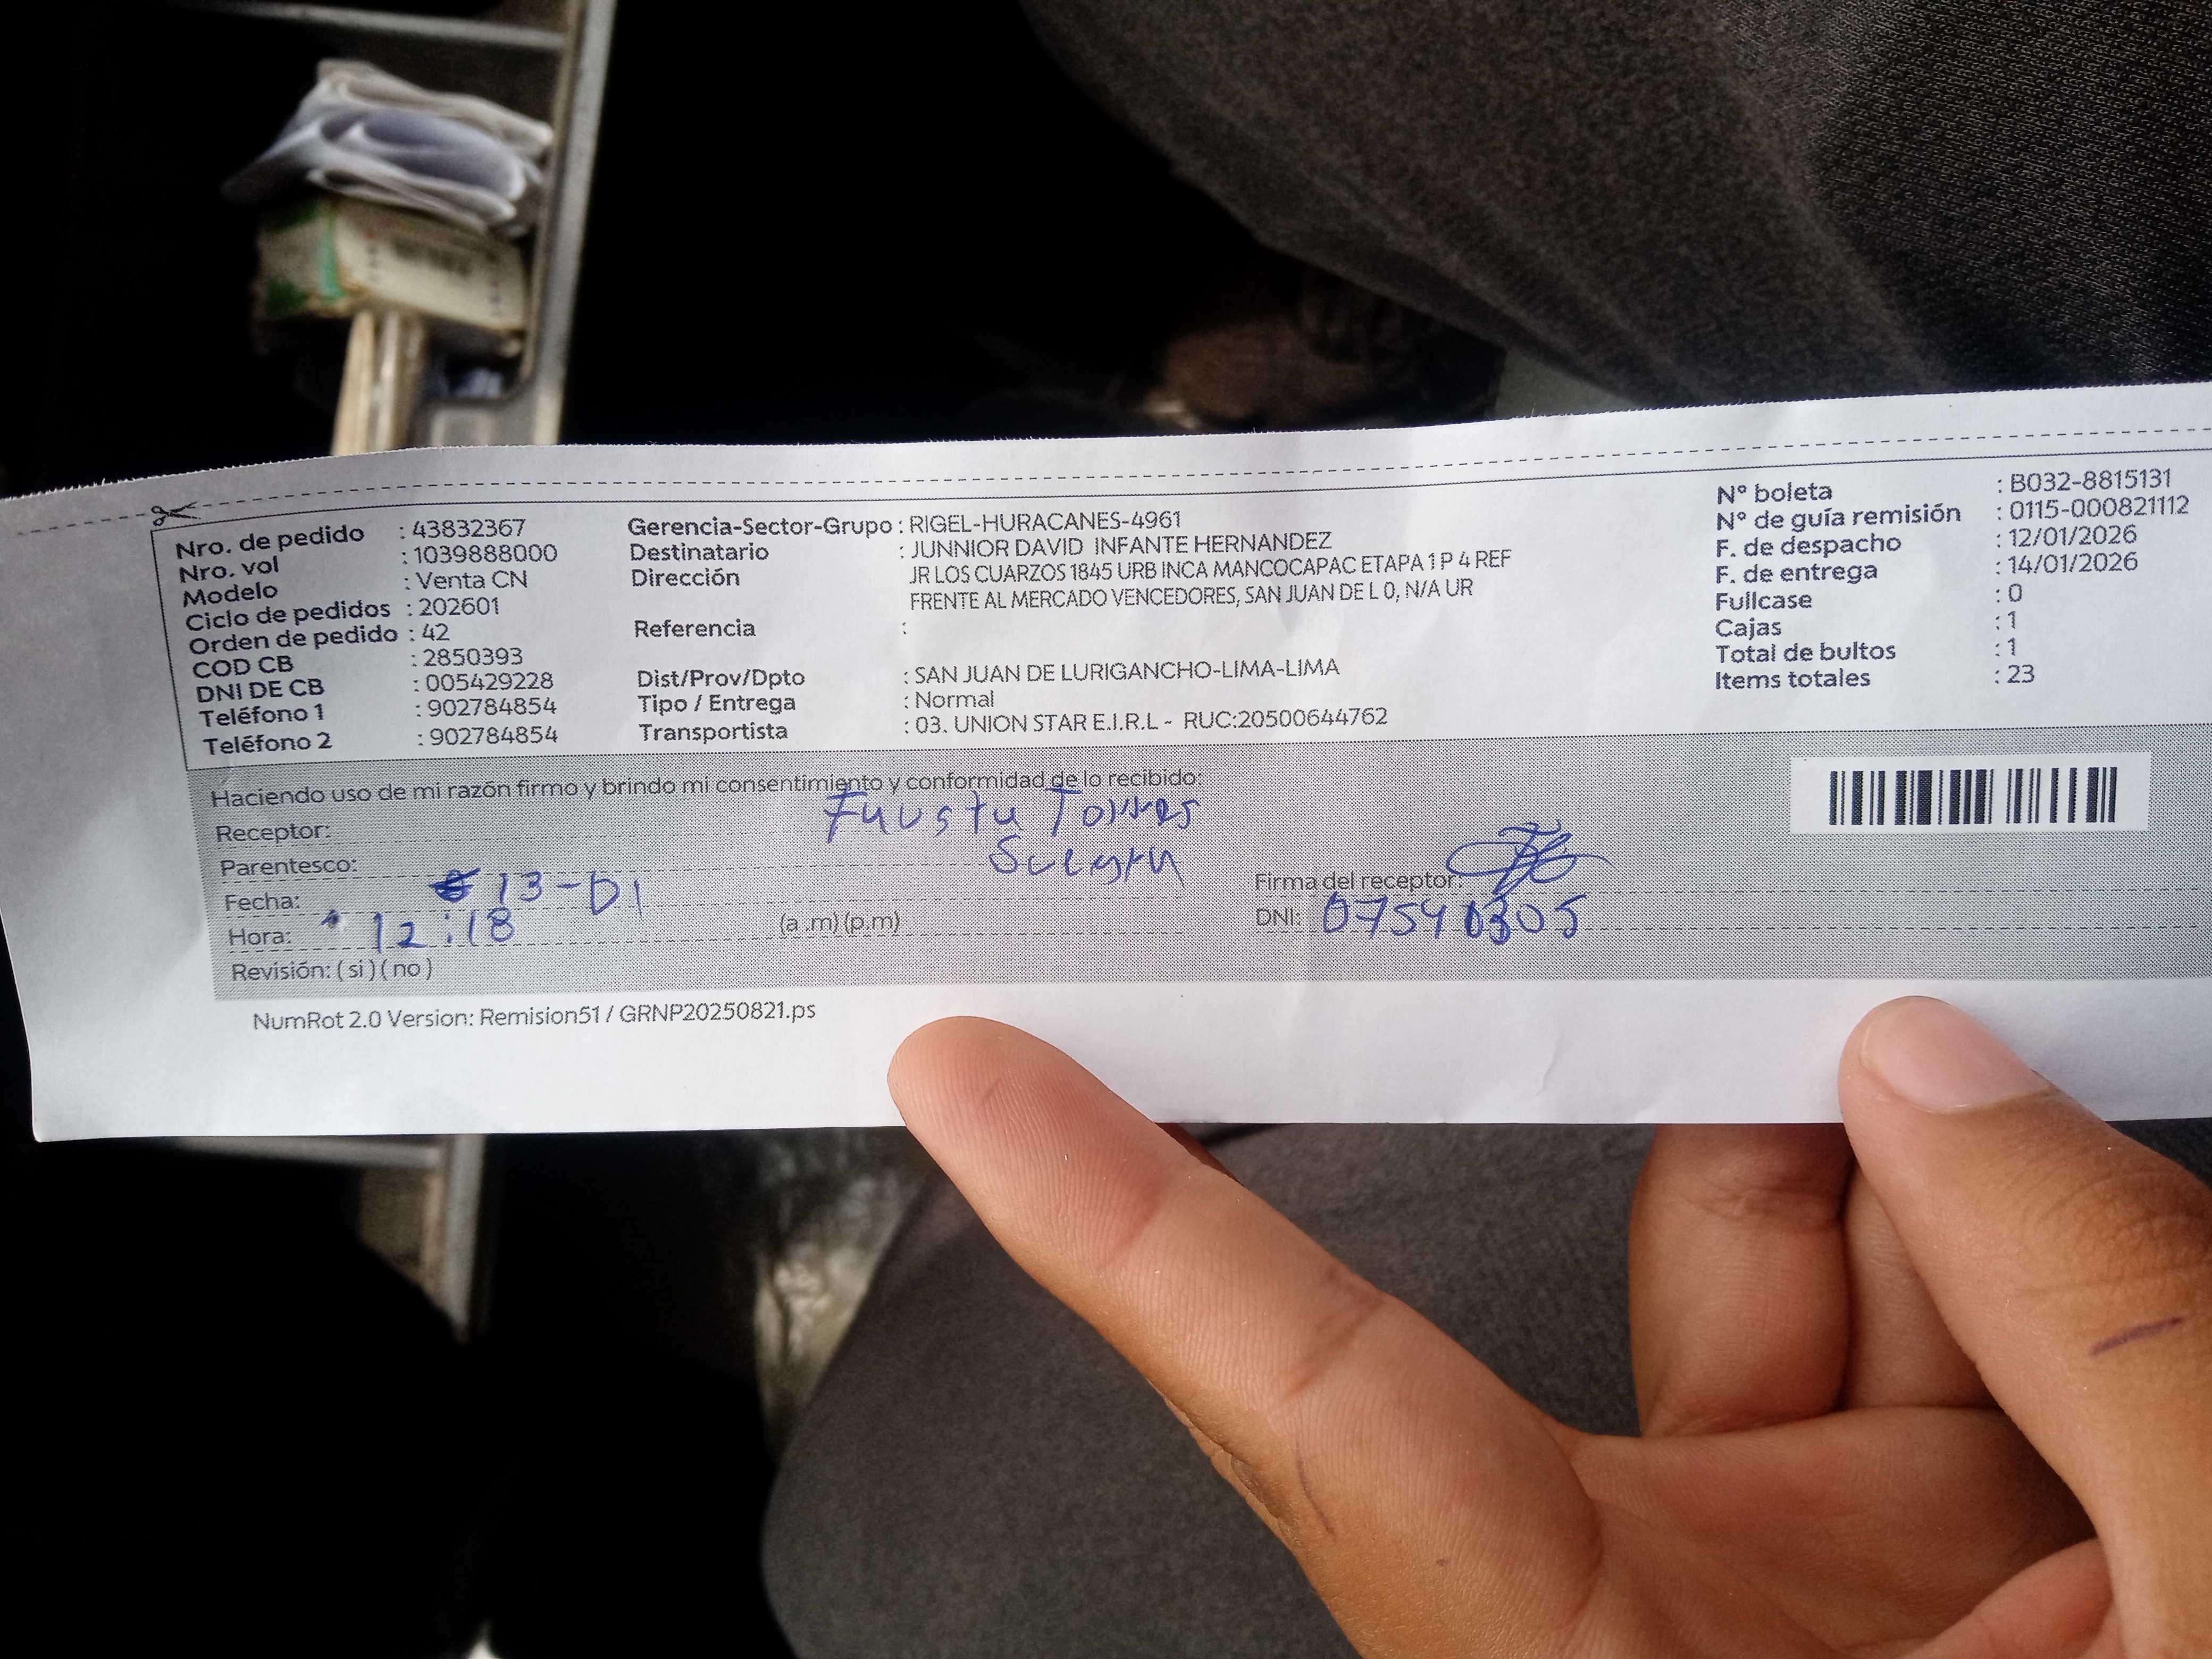 Nro. de pedido : 43832367
Nro. vol : 1039888000
Modelo : Venta CN
Ciclo de pedidos : 202601
Orden de pedido : 42
COD CB : 2850393
DNI DE CB : 005429228
Teléfono 1 : 902784854
Teléfono 2 : 902784854
Gerencia-Sector-Grupo : RIGEL-HURACANES-4961
Destinatario : JUNNIOR DAVID INFANTE HERNANDEZ
Dirección JR LOS CUARZOS 1845 URB INCA MANCOCAPAC ETAPA 1 P 4 REF
FRENTE AL MERCADO VENCEDORES, SAN JUAN DE L 0, N/A UR
Referencia :
Dist/Prov/Dpto : SAN JUAN DE LURIGANCHO-LIMA-LIMA
Tipo / Entrega : Normal
Transportista : 03. UNION STAR E.I.R.L - RUC:20500644762
Nº boleta : B032-8815131
Nº de guía remisión : 0115-000821112
F. de despacho : 12/01/2026
F. de entrega : 14/01/2026
Fullcase : 0
Cajas : 1
Total de bultos : 1
Items totales : 23
Haciendo uso de mi razón firmo y brindo mi consentimiento y conformidad de lo recibido:
Receptor: Fausta Torres
Parentesco: Suegra
Fecha: 13-01
Hora: 12:18 (a .m) (p.m)
Revisión: ( si ) ( no )
Firma del receptor:
DNI:
NumRot 2.0 Version: Remision51 / GRNP20250821.ps